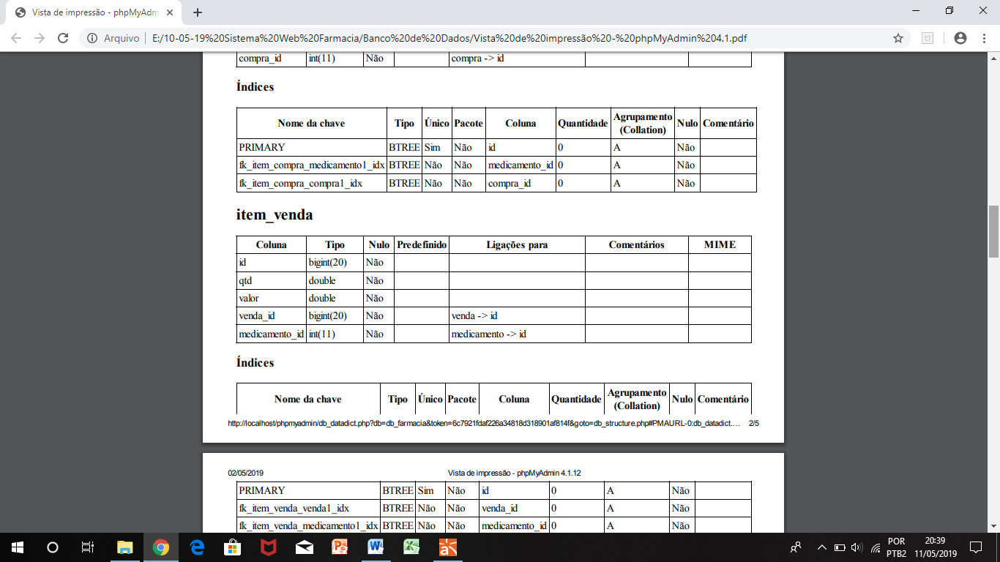 Vista de impressão - phpMyAdm
Arquivo | E:/10-05-19%20Sistema%20Web%20Farmacia/Banco%20de%20Dados/Vista%20de%20impressão%20-%20phpMyAdmin%204.1.pdf
compra_id int(11) Não compra -> id
Índices
Nome da chave Tipo Único Pacote Coluna Quantidade Agrupamento (Collation) Nulo Comentário
PRIMARY BTREE Sim Não id 0 A Não
fk_item_compra_medicamento1_idx BTREE Não Não medicamento_id 0 A Não
fk_item_compra_compra1_idx BTREE Não Não compra_id 0 A Não
item_venda
Coluna Tipo Nulo Predefinido Ligações para Comentários MIME
id bigint(20) Não
qtd double Não
valor double Não
venda_id bigint(20) Não venda -> id
medicamento_id int(11) Não medicamento -> id
Índices
Nome da chave Tipo Único Pacote Coluna Quantidade Agrupamento (Collation) Nulo Comentário
http://localhost/phpmyadmin/db_datadict.php?db=db_farmacia&token=6c7921fdaf226a34818d318901af814f&goto=db_structure.php#PMAURL-0:db_datadict.… 2/5
02/05/2019 Vista de impressão - phpMyAdmin 4.1.12
PRIMARY BTREE Sim Não id 0 A Não
fk_item_venda_venda1_idx BTREE Não Não venda_id 0 A Não
fk_item_venda_medicamento1_idx BTREE Não Não medicamento_id 0 A Não
POR 20:39
PTB2 11/05/2019